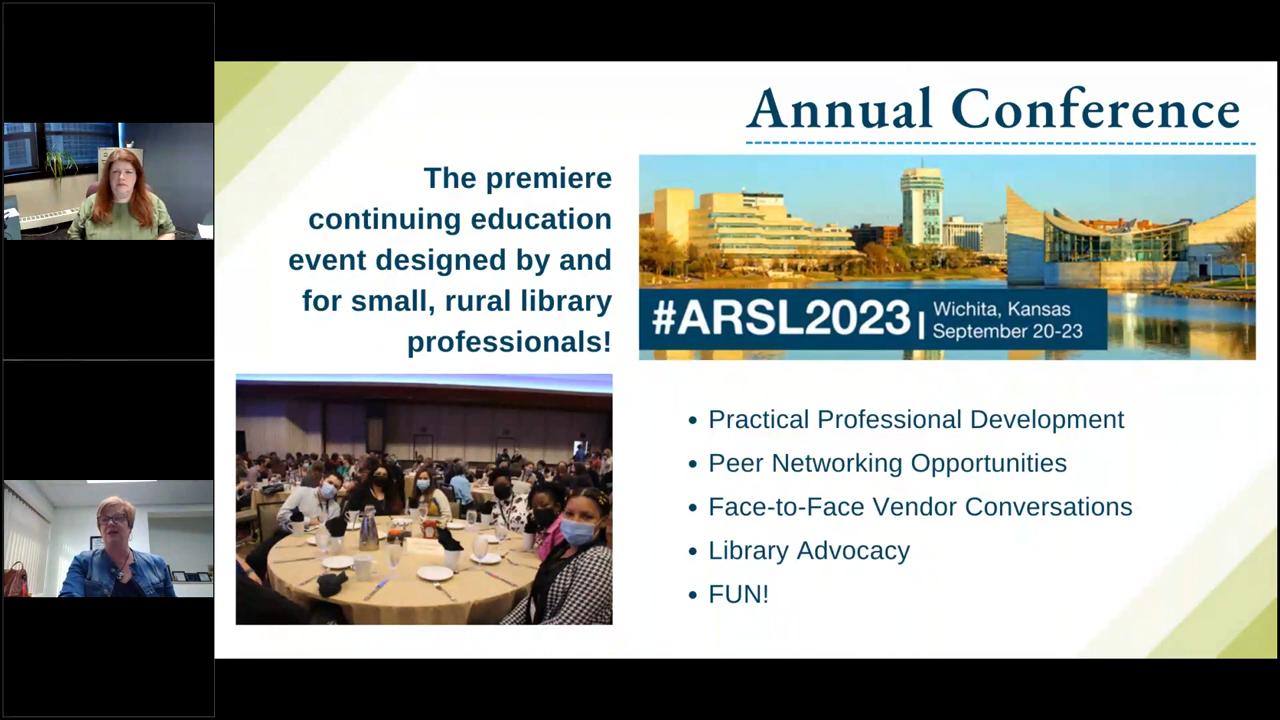 Annual Conference
The premiere
continuing education
event designed by and
for small, rural library
professionals!
#ARSL2023 | Wichita, Kansas
September 20-23
• Practical Professional Development
• Peer Networking Opportunities
• Face-to-Face Vendor Conversations
• Library Advocacy
• FUN!